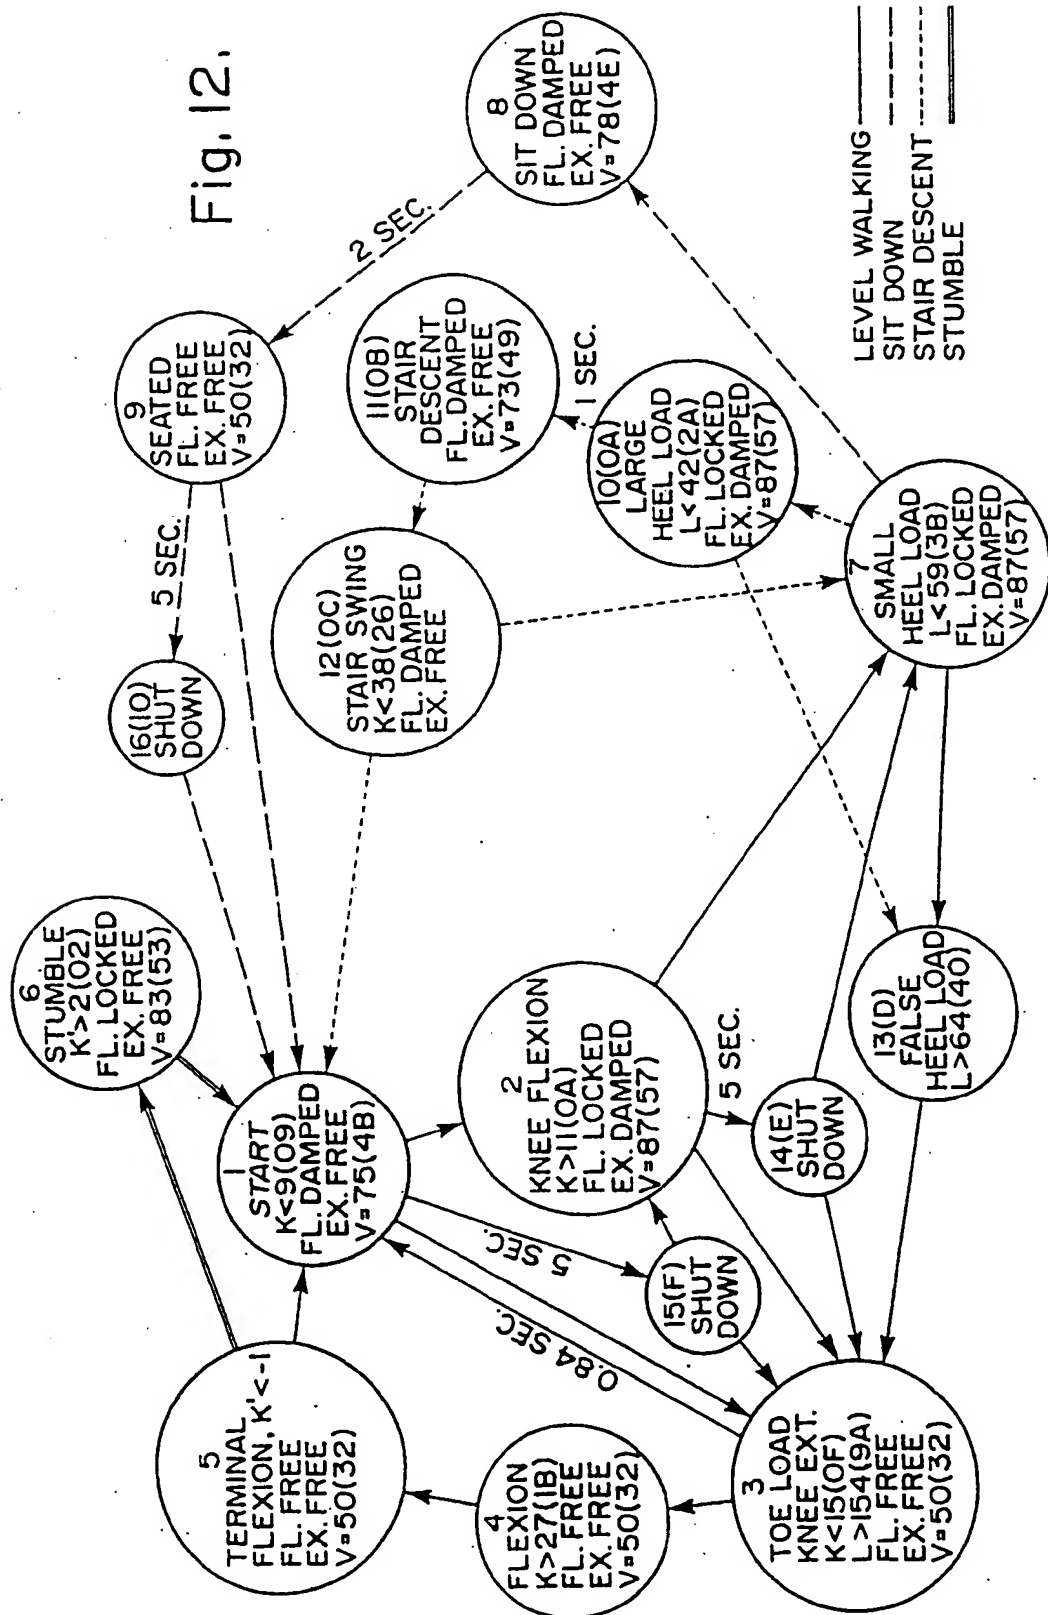 Fig. 12.
1
START
K<9(09)
FL. DAMPED
EX. FREE
V=75(4B)
2
KNEE FLEXION
K>11(0A)
FL. LOCKED
EX. DAMPED
V=87(57)
3
TOE LOAD
KNEE EXT.
K<15(0F)
L>154(9A)
FL. FREE
EX. FREE
V=50(32)
4
FLEXION
K>27(1B)
FL. FREE
EX. FREE
V=50(32)
5
TERMINAL
FLEXION, K'<-1
FL. FREE
EX. FREE
V=50(32)
6
STUMBLE
K'>2(02)
FL. LOCKED
EX. FREE
V=83(53)
7
SMALL
HEEL LOAD
L<59(3B)
FL. LOCKED
EX. DAMPED
V=87(57)
8
SIT DOWN
FL. DAMPED
EX. FREE
V=78(4E)
9
SEATED
FL. FREE
EX. FREE
V=50(32)
10(0A)
LARGE
HEEL LOAD
L<42(2A)
FL. LOCKED
EX. DAMPED
V=87(57)
11(0B)
STAIR
DESCENT
FL. DAMPED
EX. FREE
V=73(49)
12(0C)
STAIR SWING
K<38(26)
FL. DAMPED
EX. FREE
13(D)
FALSE
HEEL LOAD
L>64(40)
14(E)
SHUT
DOWN
15(F)
SHUT
DOWN
16(10)
SHUT
DOWN
5 SEC.
2 SEC.
1 SEC.
5 SEC.
5 SEC.
0.84 SEC.
LEVEL WALKING
SIT DOWN
STAIR DESCENT
STUMBLE